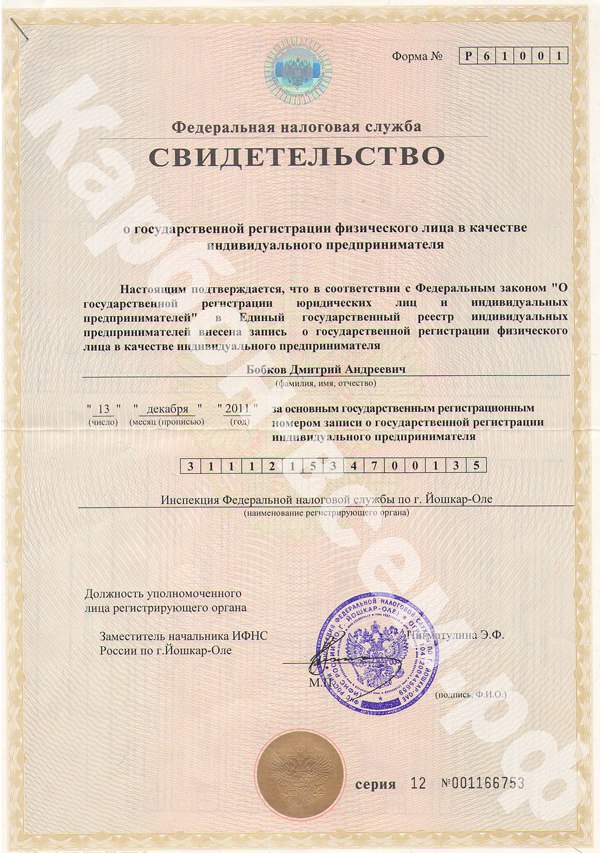 Форма № Р 6 1 0 0 1
Федеральная налоговая служба
СВИДЕТЕЛЬСТВО
о государственной регистрации физического лица в качестве
индивидуального предпринимателя
Настоящим подтверждается, что в соответствии с Федеральным законом "О
государственной регистрации юридических лиц и индивидуальных
предпринимателей" в Единый государственный реестр индивидуальных
предпринимателей внесена запись о государственной регистрации физического
лица в качестве индивидуального предпринимателя
Бобков Дмитрий Андреевич
(фамилия, имя, отчество)
" 13 " " декабря " "2011" за основным государственным регистрационным
(число) (месяц (прописью) (год) номером записи о государственной регистрации
индивидуального предпринимателя
3 1 1 1 2 1 5 3 4 7 0 0 1 3 5
Инспекция Федеральной налоговой службы по г. Йошкар-Оле
(наименование регистрирующего органа)
Должность уполномоченного
лица регистрирующего органа
Заместитель начальника ИФНС
России по г.Йошкар-Оле
Нигматулина Э.Ф.
М.П.
(подпись, Ф.И.О.)
серия 12 №001166753
Карбон-всем.рф